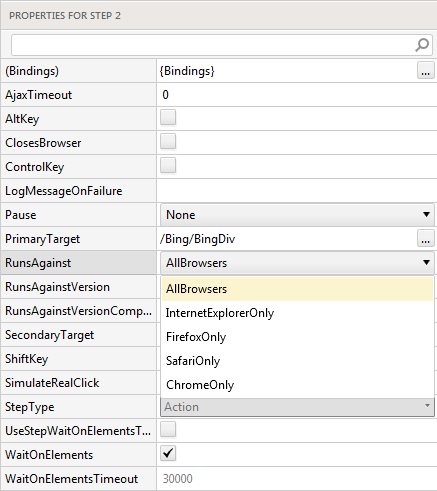 PROPERTIES FOR STEP 2
(Bindings) {Bindings} ...
AjaxTimeout 0
AltKey
ClosesBrowser
ControlKey
LogMessageOnFailure
Pause None
PrimaryTarget /Bing/BingDiv ...
RunsAgainst AllBrowsers
RunsAgainstVersion AllBrowsers
RunsAgainstVersionComp... InternetExplorerOnly
SecondaryTarget FirefoxOnly
ShiftKey SafariOnly
SimulateRealClick ChromeOnly
StepType Action
UseStepWaitOnElementsT...
WaitOnElements
WaitOnElementsTimeout 30000